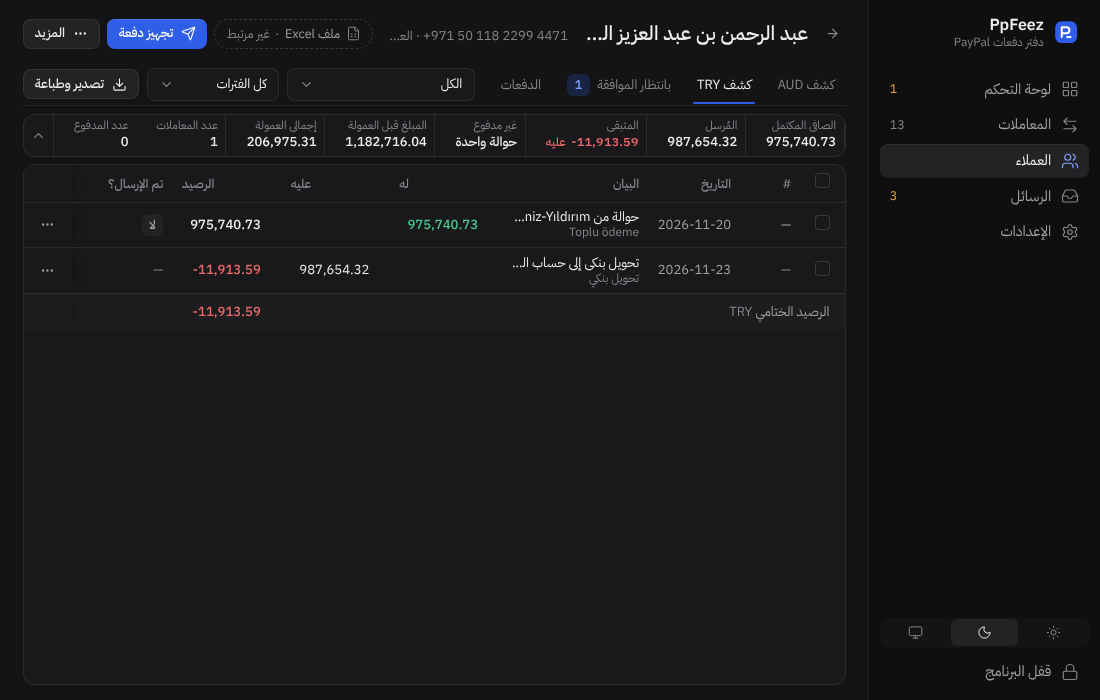 PpFeez
دفتر دفعات PayPal
لوحة التحكم 1
المعاملات 13
العملاء
الرسائل 3
الإعدادات
قفل البرنامج
عبد الرحمن بن عبد العزيز الـ...
+971 50 118 2299 4471 · العـ...
ملف Excel · غير مرتبط
تجهيز دفعة
المزيد
كشف AUD
كشف TRY
بانتظار الموافقة 1
الدفعات
الكل
كل الفترات
تصدير وطباعة
الصافي المكتمل
975,740.73
المُرسل
987,654.32
المتبقي
-11,913.59 عليه
غير مدفوع
حوالة واحدة
المبلغ قبل العمولة
1,182,716.04
إجمالي العمولة
206,975.31
عدد المعاملات
1
عدد المدفوع
0
# التاريخ البيان له عليه الرصيد تم الإرسال؟
— 2026-11-20 حوالة من niz-Yıldırım... 975,740.73 975,740.73 لا
Toplu ödeme
— 2026-11-23 تحويل بنكي إلى حساب الـ... 987,654.32 -11,913.59 —
تحويل بنكي
الرصيد الختامي TRY -11,913.59